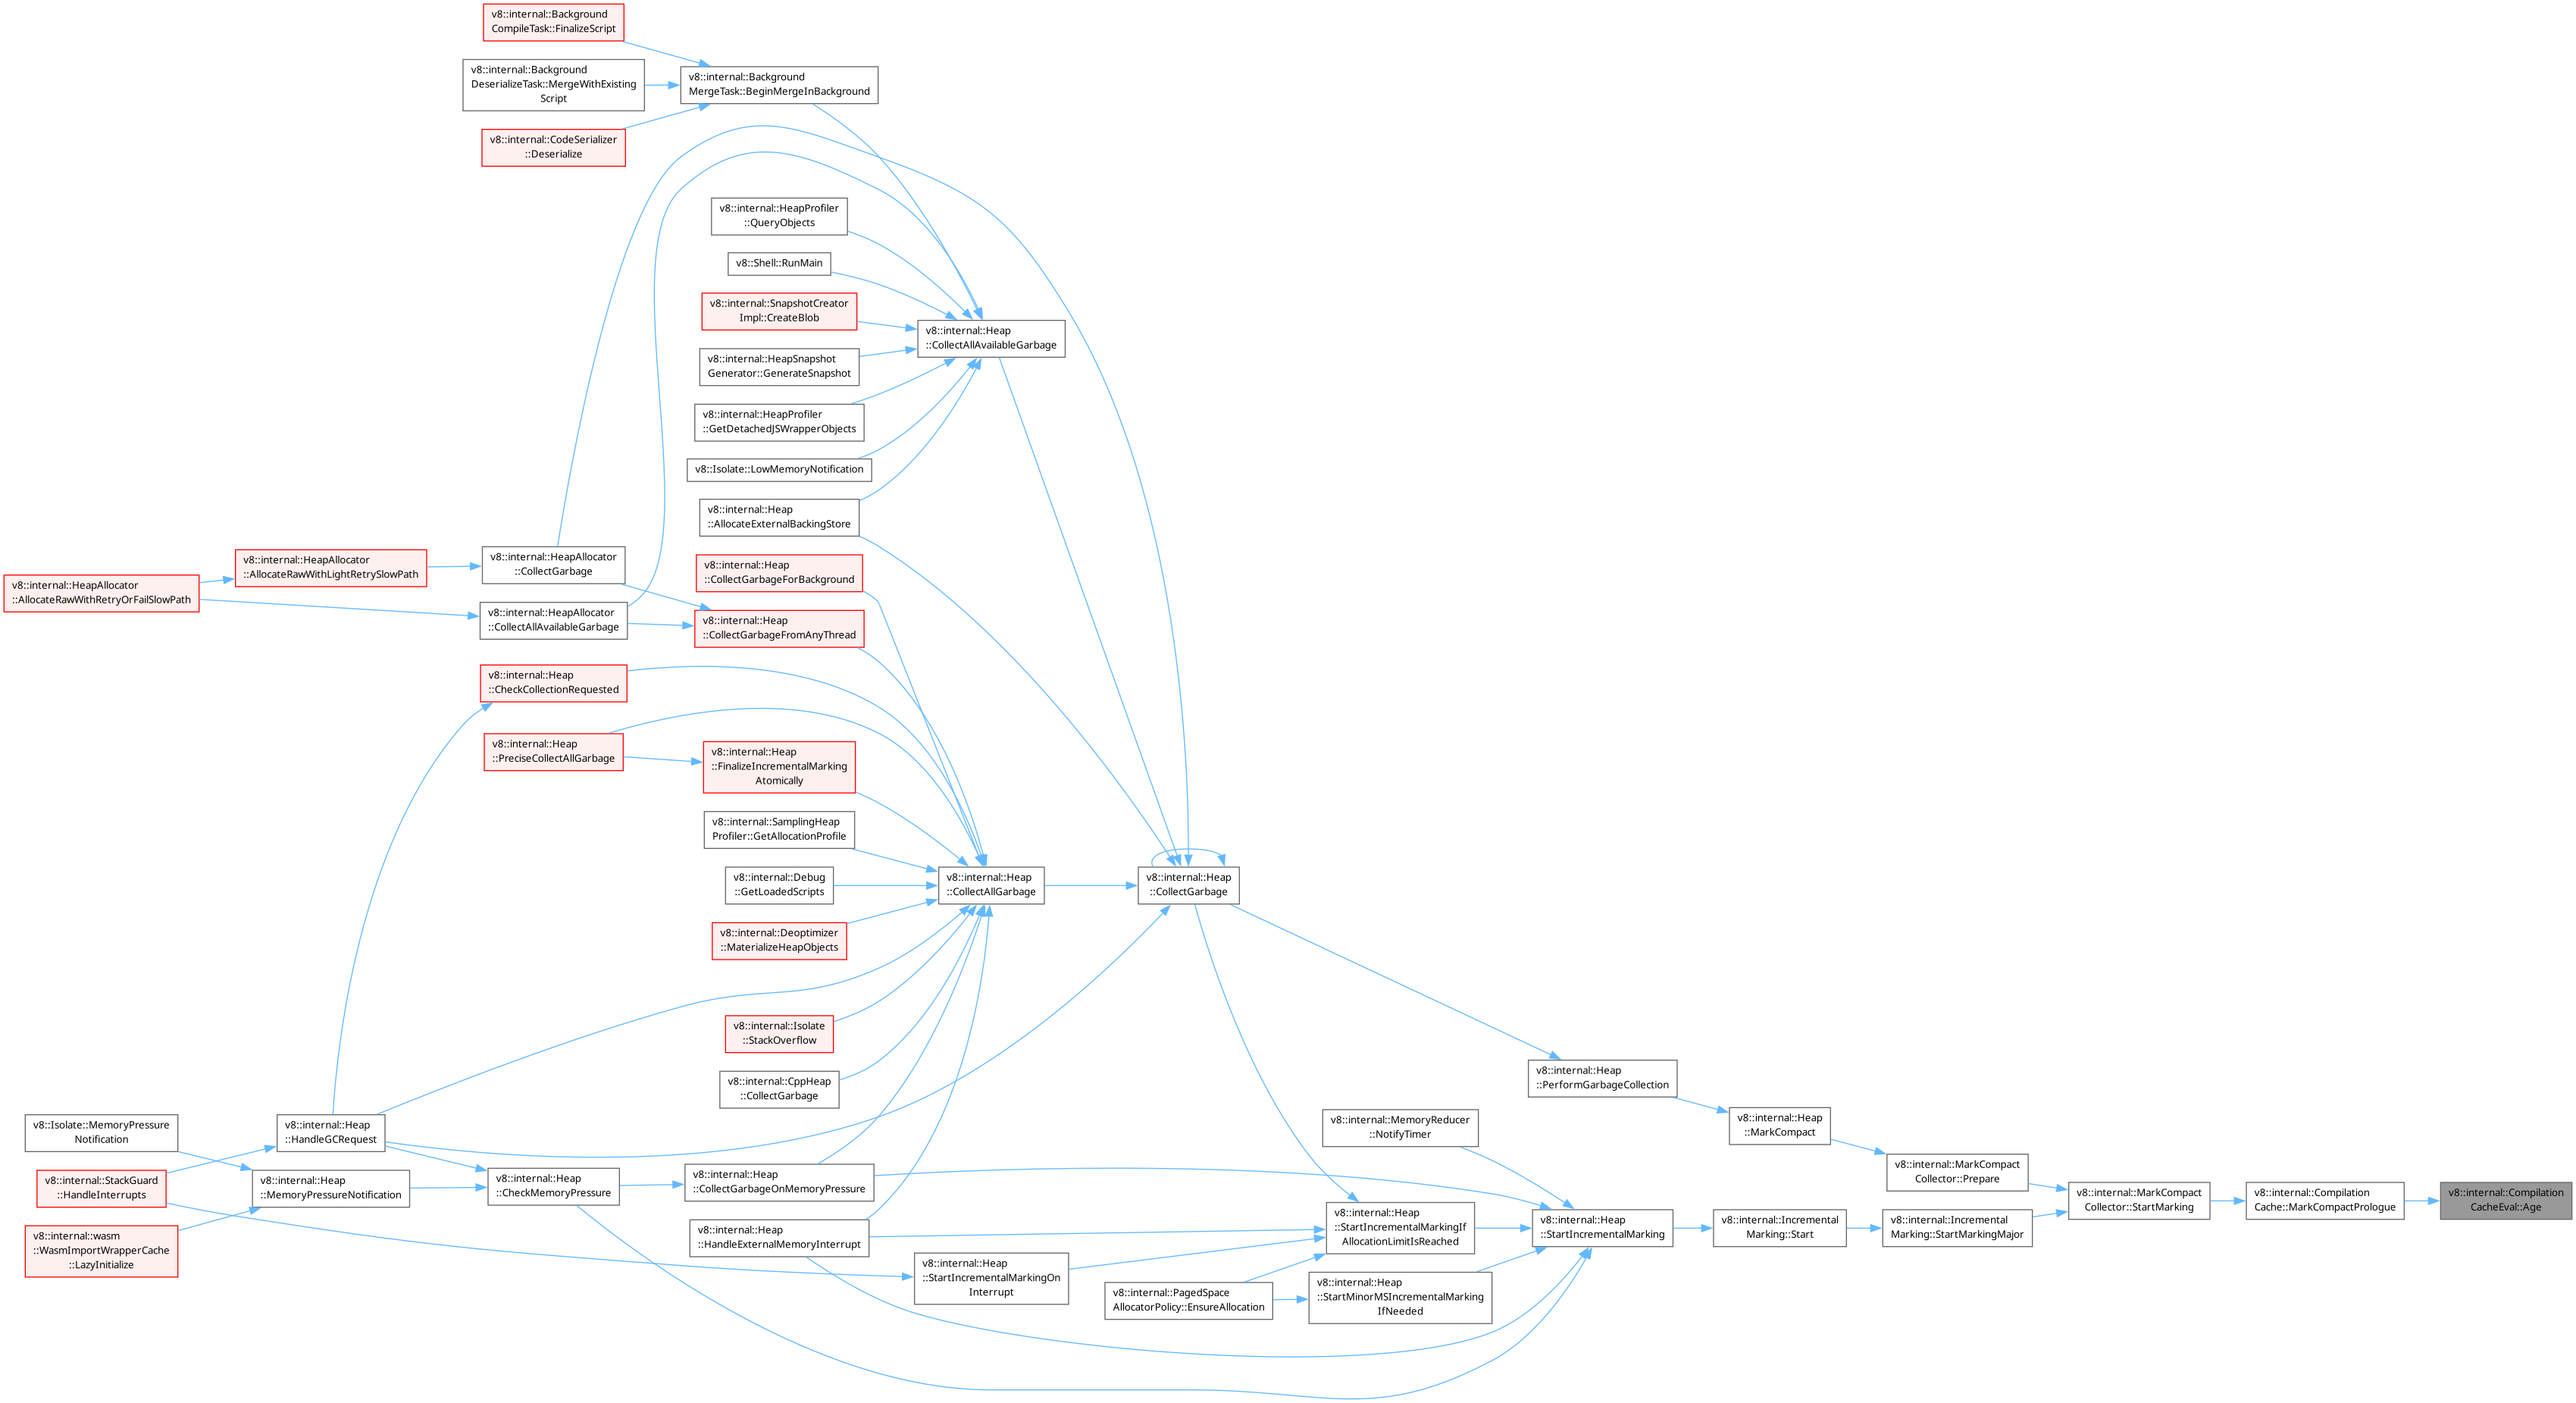 v8::internal::Background
CompileTask::FinalizeScript
v8::internal::Background
DeserializeTask::MergeWithExisting
Script
v8::internal::Background
MergeTask::BeginMergeInBackground
v8::internal::CodeSerializer
::Deserialize
v8::internal::HeapProfiler
::QueryObjects
v8::Shell::RunMain
v8::internal::SnapshotCreator
Impl::CreateBlob
v8::internal::Heap
::CollectAllAvailableGarbage
v8::internal::HeapSnapshot
Generator::GenerateSnapshot
v8::internal::HeapProfiler
::GetDetachedJSWrapperObjects
v8::Isolate::LowMemoryNotification
v8::internal::Heap
::AllocateExternalBackingStore
v8::internal::HeapAllocator
::AllocateRawWithRetryOrFailSlowPath
v8::internal::HeapAllocator
::AllocateRawWithLightRetrySlowPath
v8::internal::HeapAllocator
::CollectGarbage
v8::internal::Heap
::CollectGarbageForBackground
v8::internal::HeapAllocator
::CollectAllAvailableGarbage
v8::internal::Heap
::CollectGarbageFromAnyThread
v8::internal::Heap
::CheckCollectionRequested
v8::internal::Heap
::PreciseCollectAllGarbage
v8::internal::Heap
::FinalizeIncrementalMarking
Atomically
v8::internal::SamplingHeap
Profiler::GetAllocationProfile
v8::internal::Debug
::GetLoadedScripts
v8::internal::Heap
::CollectAllGarbage
v8::internal::Heap
::CollectGarbage
v8::internal::Deoptimizer
::MaterializeHeapObjects
v8::internal::Isolate
::StackOverflow
v8::internal::CppHeap
::CollectGarbage
v8::internal::Heap
::PerformGarbageCollection
v8::Isolate::MemoryPressure
Notification
v8::internal::Heap
::HandleGCRequest
v8::internal::MemoryReducer
::NotifyTimer
v8::internal::Heap
::MarkCompact
v8::internal::StackGuard
::HandleInterrupts
v8::internal::Heap
::MemoryPressureNotification
v8::internal::Heap
::CheckMemoryPressure
v8::internal::Heap
::CollectGarbageOnMemoryPressure
v8::internal::MarkCompact
Collector::Prepare
v8::internal::MarkCompact
Collector::StartMarking
v8::internal::Compilation
Cache::MarkCompactPrologue
v8::internal::Compilation
CacheEval::Age
v8::internal::wasm
::WasmImportWrapperCache
::LazyInitialize
v8::internal::Heap
::HandleExternalMemoryInterrupt
v8::internal::Heap
::StartIncrementalMarkingIf
AllocationLimitIsReached
v8::internal::Heap
::StartIncrementalMarking
v8::internal::Incremental
Marking::Start
v8::internal::Incremental
Marking::StartMarkingMajor
v8::internal::Heap
::StartIncrementalMarkingOn
Interrupt
v8::internal::PagedSpace
AllocatorPolicy::EnsureAllocation
v8::internal::Heap
::StartMinorMSIncrementalMarking
IfNeeded